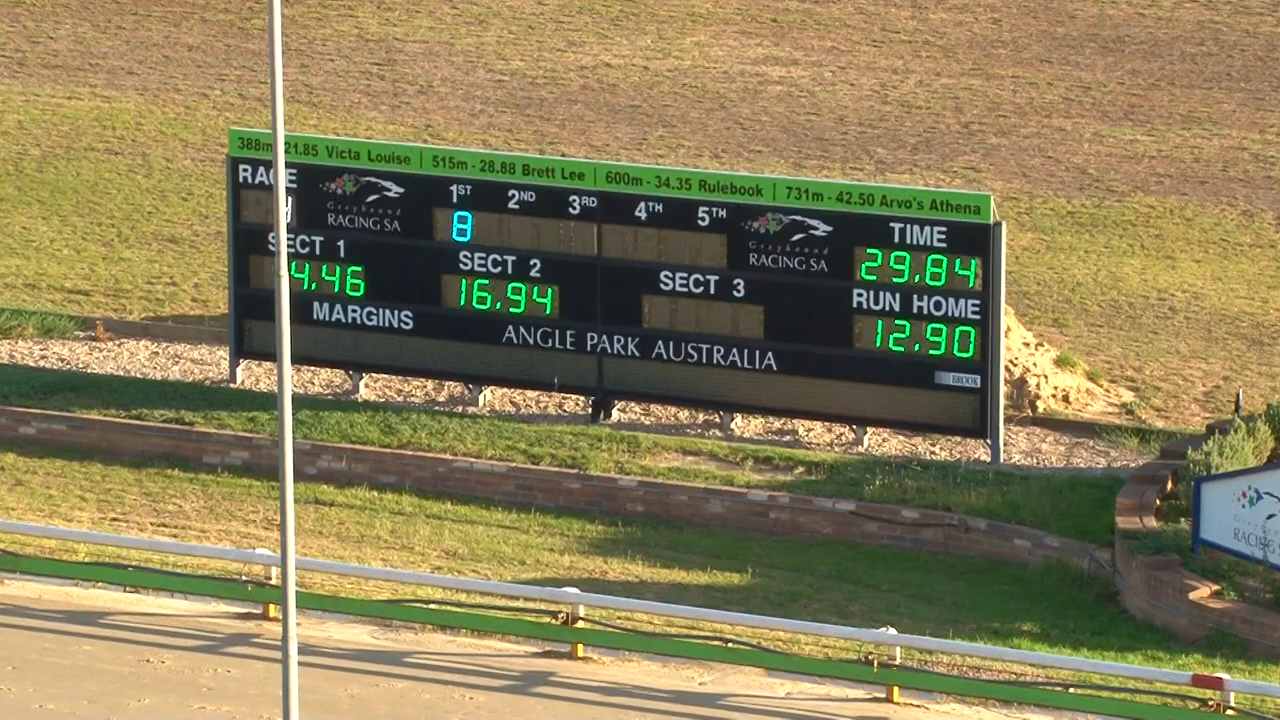 388m 21.85 Victa Louise | 515m - 28.88 Brett Lee | 600m - 34.35 Rulebook | 731m - 42.50 Arvo's Athena
RACE
Greyhound
RACING SA
1ST 2ND 3RD 4TH 5TH
8
Greyhound
RACING SA
TIME
29.84
SECT 1
4.46
SECT 2
16.94
SECT 3
RUN HOME
12.90
MARGINS
ANGLE PARK AUSTRALIA
BROOK
RACING